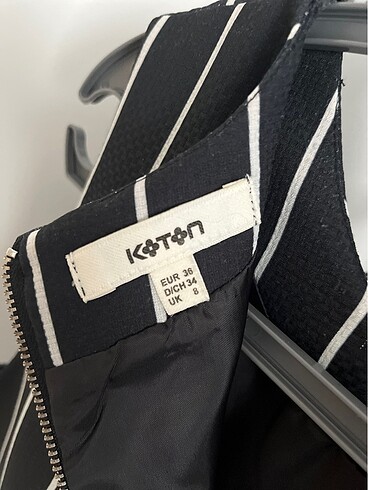 KOTON
EUR 36
D/CH 34
UK 8